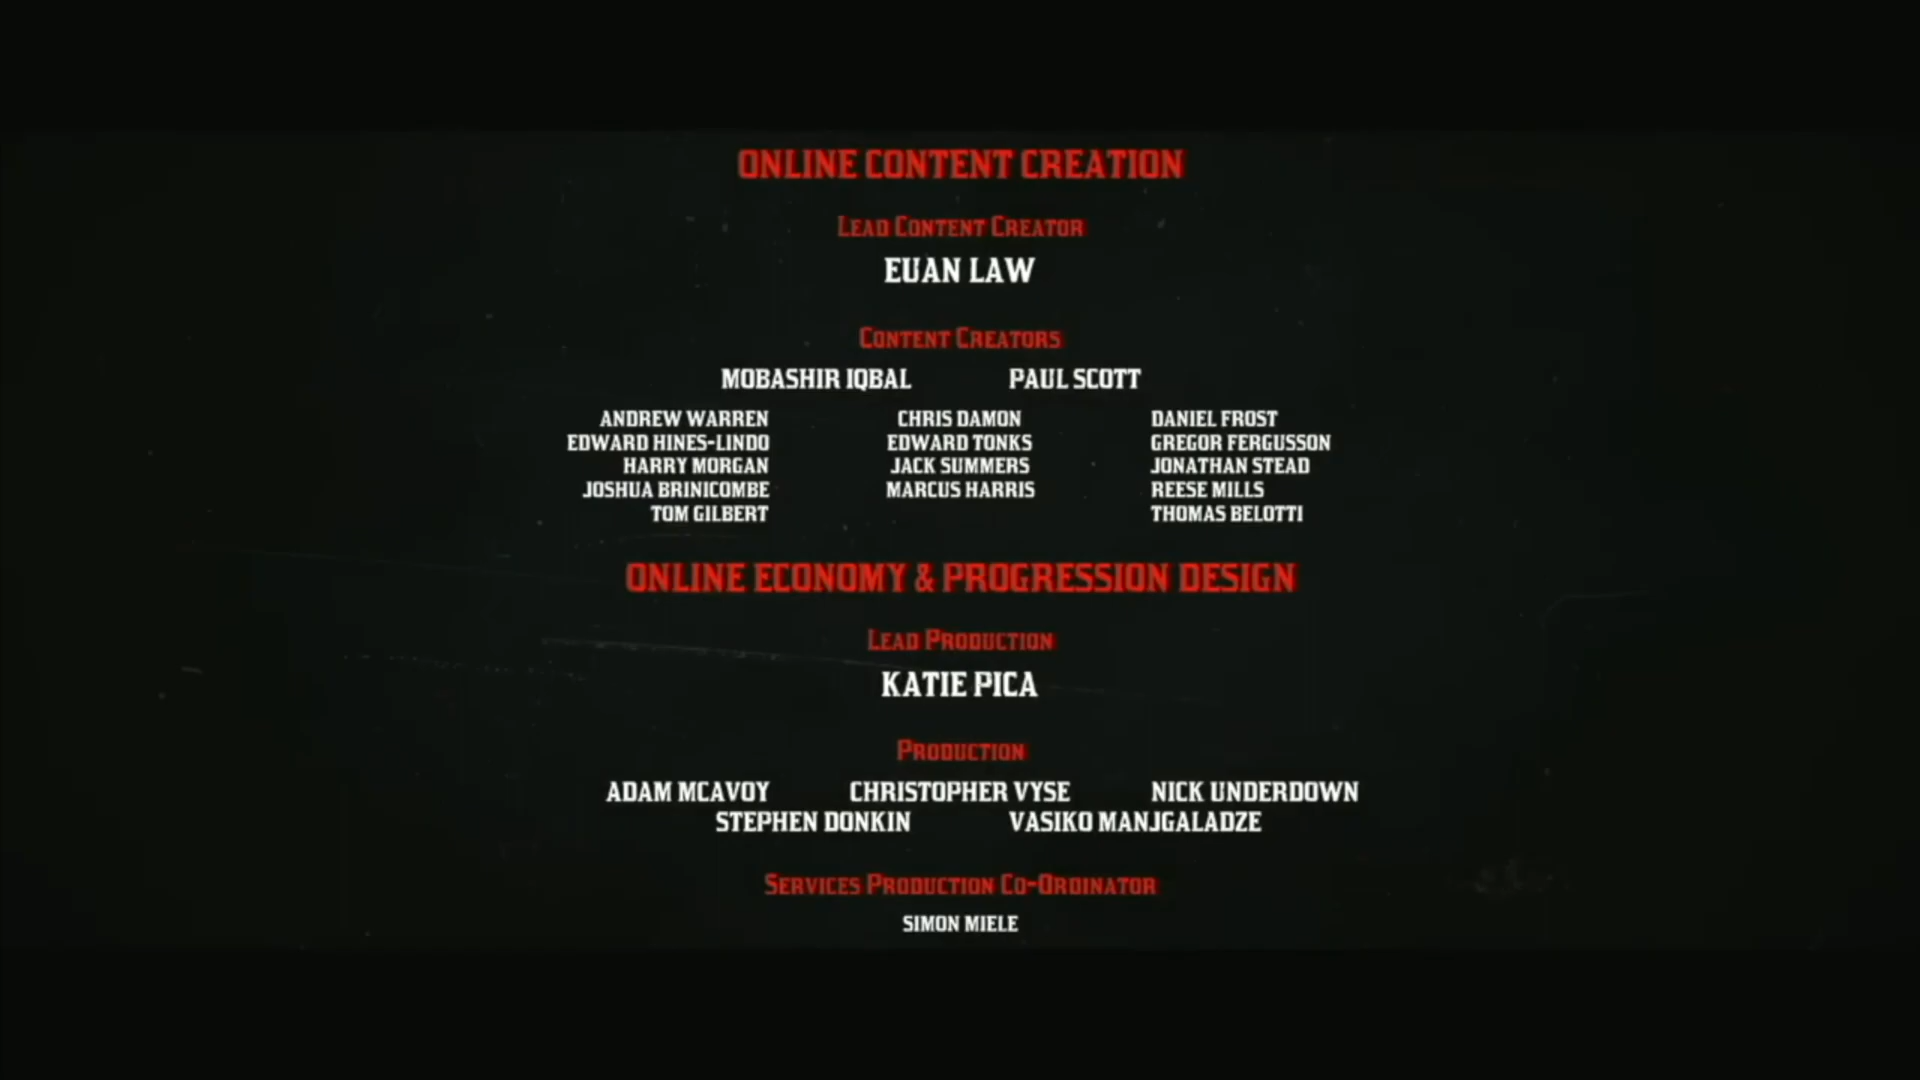 ONLINE CONTENT CREATION
LEAD CONTENT CREATOR
EUAN LAW
CONTENT CREATORS
MOBASHIR IQBAL PAUL SCOTT
ANDREW WARREN CHRIS DAMON DANIEL FROST
EDWARD HINES-LINDO EDWARD TONKS GREGOR FERGUSSON
HARRY MORGAN JACK SUMMERS JONATHAN STEAD
JOSHUA BRINICOMBE MARCUS HARRIS REESE MILLS
TOM GILBERT THOMAS BELOTTI
ONLINE ECONOMY & PROGRESSION DESIGN
LEAD PRODUCTION
KATIE PICA
PRODUCTION
ADAM MCAVOY CHRISTOPHER VYSE NICK UNDERDOWN
STEPHEN DONKIN VASIKO MANJGALADZE
SERVICES PRODUCTION CO-ORDINATOR
SIMON MIELE